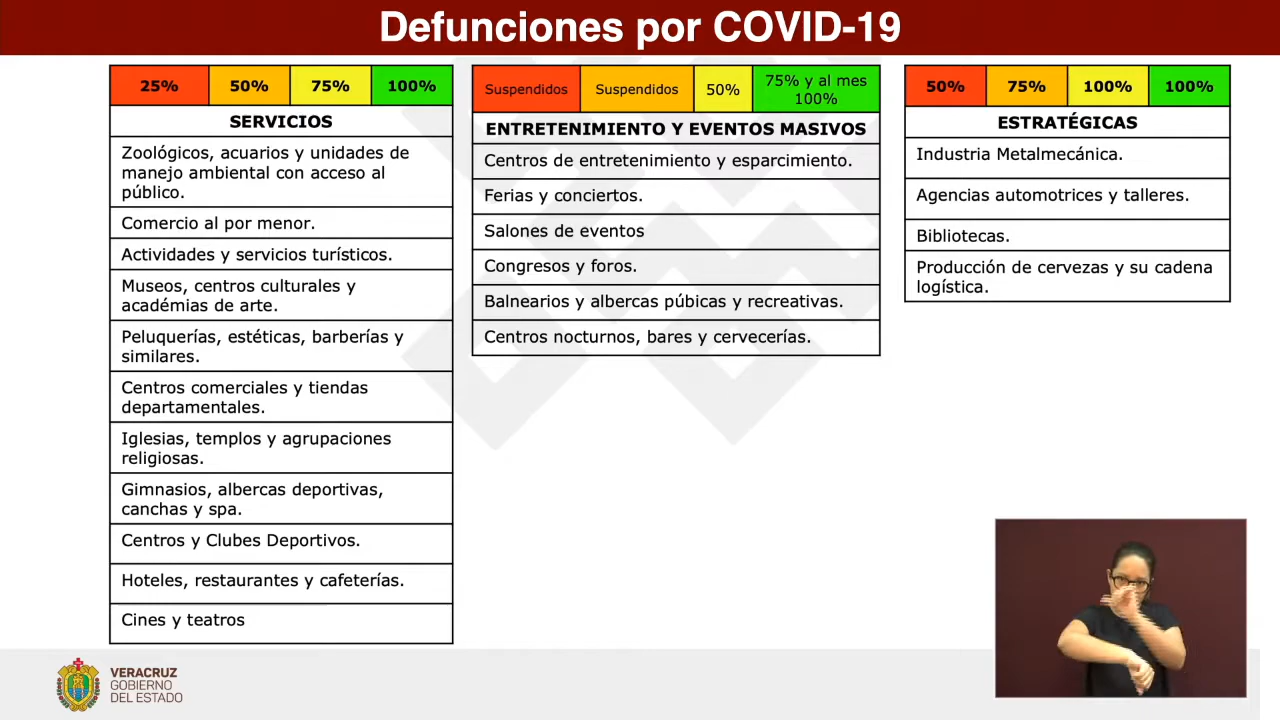 Defunciones por COVID-19
25% 50% 75% 100%
SERVICIOS
Zoológicos, acuarios y unidades de
manejo ambiental con acceso al
público.
Comercio al por menor.
Actividades y servicios turísticos.
Museos, centros culturales y
académias de arte.
Peluquerías, estéticas, barberías y
similares.
Centros comerciales y tiendas
departamentales.
Iglesias, templos y agrupaciones
religiosas.
Gimnasios, albercas deportivas,
canchas y spa.
Centros y Clubes Deportivos.
Hoteles, restaurantes y cafeterías.
Cines y teatros
Suspendidos Suspendidos 50% 75% y al mes
100%
ENTRETENIMIENTO Y EVENTOS MASIVOS
Centros de entretenimiento y esparcimiento.
Ferias y conciertos.
Salones de eventos
Congresos y foros.
Balnearios y albercas púbicas y recreativas.
Centros nocturnos, bares y cervecerías.
50% 75% 100% 100%
ESTRATÉGICAS
Industria Metalmecánica.
Agencias automotrices y talleres.
Bibliotecas.
Producción de cervezas y su cadena
logística.
VERACRUZ
GOBIERNO
DEL ESTADO